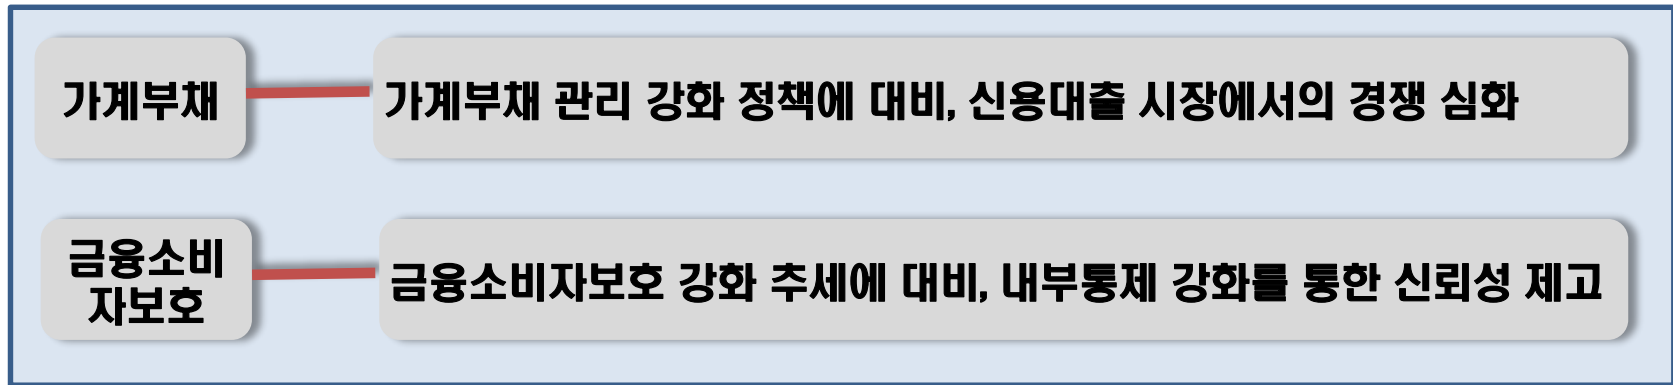 가계부채
가계부채 관리 강화 정책에 대비, 신용대출 시장에서의 경쟁 심화
금융소비
자보호
금융소비자보호 강화 추세에 대비, 내부통제 강화를 통한 신뢰성 제고